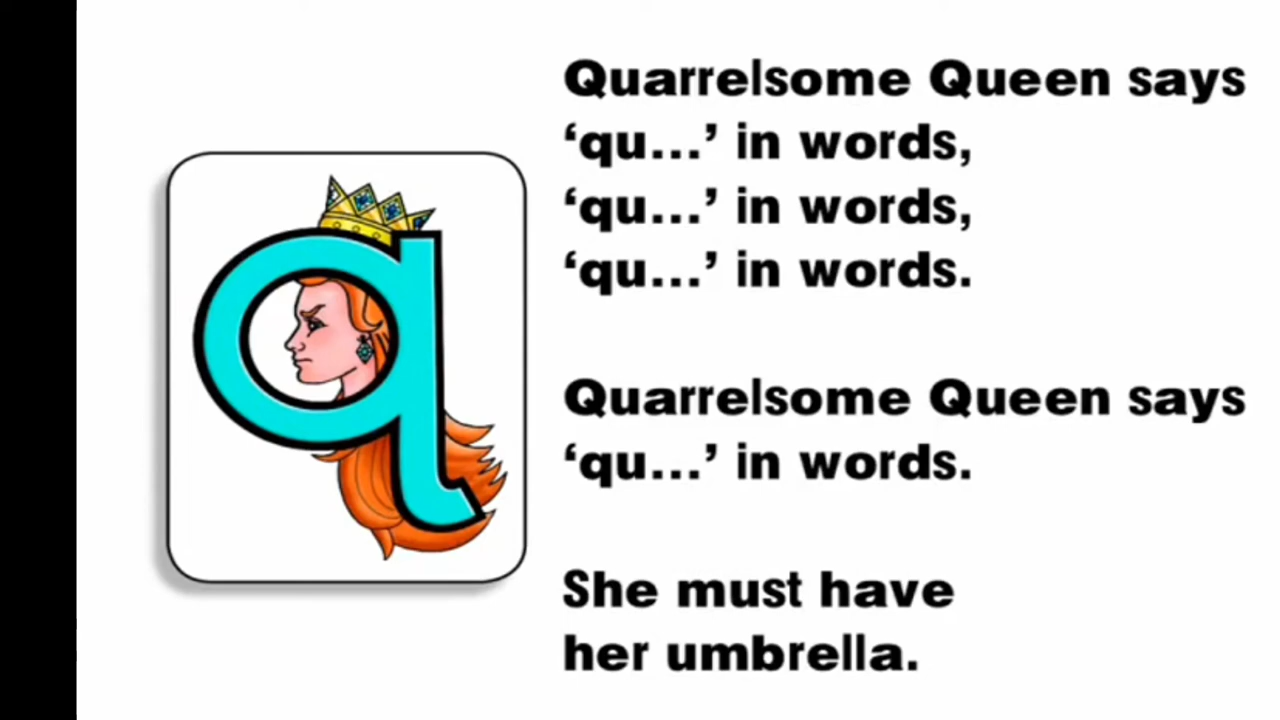 Quarrelsome Queen says
‘qu...’ in words,
‘qu...’ in words,
‘qu...’ in words.
Quarrelsome Queen says
‘qu...’ in words.
She must have
her umbrella.
q